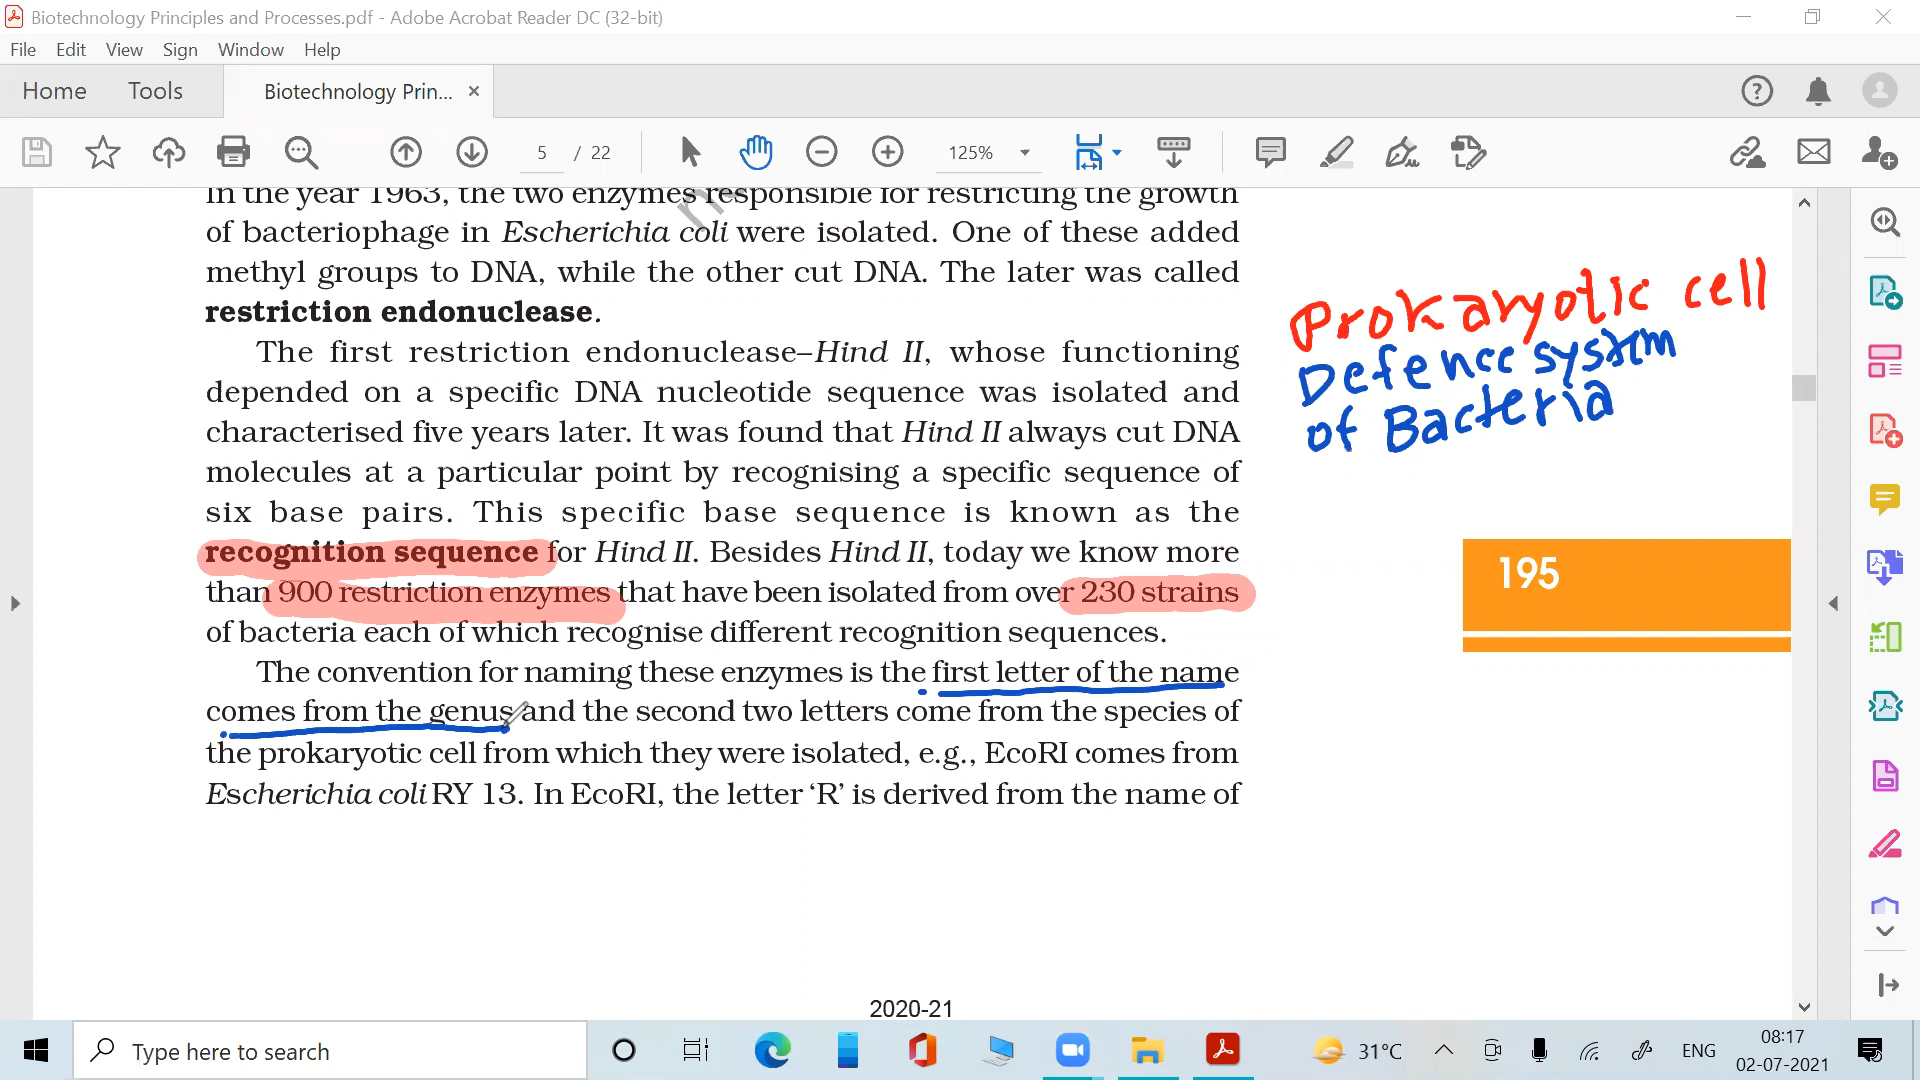 Biotechnology Principles and Processes.pdf - Adobe Acrobat Reader DC (32-bit)
File Edit View Sign Window Help
Home Tools Biotechnology Prin... ×
5 / 22 125%
In the year 1963, the two enzymes responsible for restricting the growth
of bacteriophage in Escherichia coli were isolated. One of these added
methyl groups to DNA, while the other cut DNA. The later was called
restriction endonuclease.
The first restriction endonuclease–Hind II, whose functioning
depended on a specific DNA nucleotide sequence was isolated and
characterised five years later. It was found that Hind II always cut DNA
molecules at a particular point by recognising a specific sequence of
six base pairs. This specific base sequence is known as the
recognition sequence for Hind II. Besides Hind II, today we know more
than 900 restriction enzymes that have been isolated from over 230 strains
of bacteria each of which recognise different recognition sequences.
The convention for naming these enzymes is the first letter of the name
comes from the genus and the second two letters come from the species of
the prokaryotic cell from which they were isolated, e.g., EcoRI comes from
Escherichia coli RY 13. In EcoRI, the letter ‘R’ is derived from the name of
Prokaryotic cell
Defence system
of Bacteria
195
2020-21
Type here to search
31°C
ENG
08:17
02-07-2021